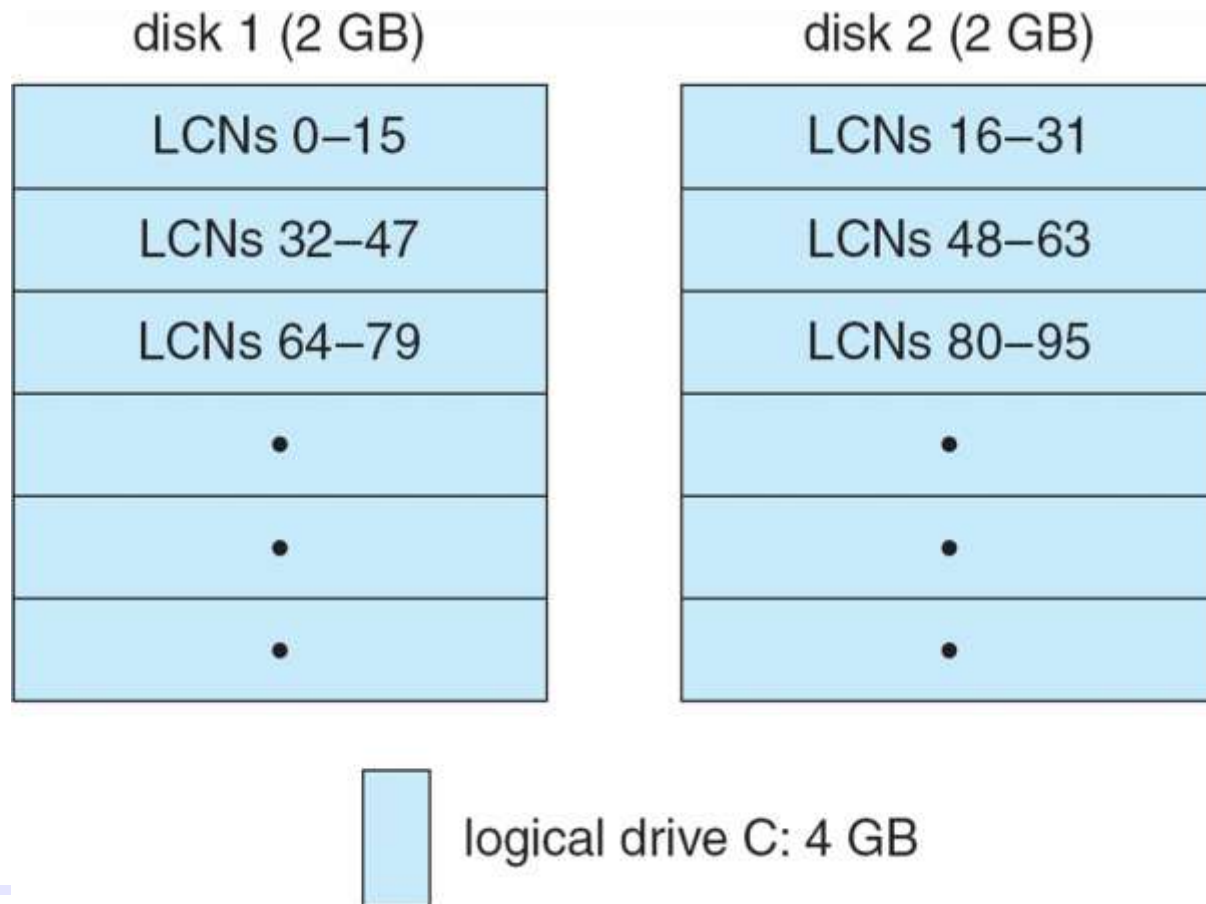 disk 1 (2 GB)
disk 2 (2 GB)
LCNs 0–15
LCNs 16–31
LCNs 32–47
LCNs 48–63
LCNs 64–79
LCNs 80–95
logical drive C: 4 GB